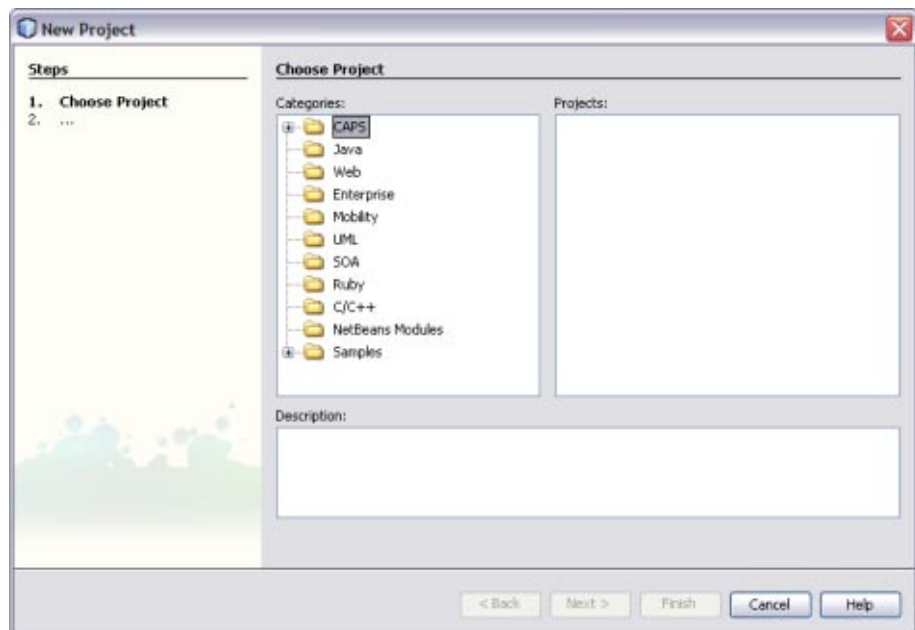 New Project
Steps
1. Choose Project
2. ...
Choose Project
Categories:
CAPS
Java
Web
Enterprise
Mobility
UML
SOA
Ruby
C/C++
NetBeans Modules
Samples
Projects:
Description:
< Back
Next >
Finish
Cancel
Help